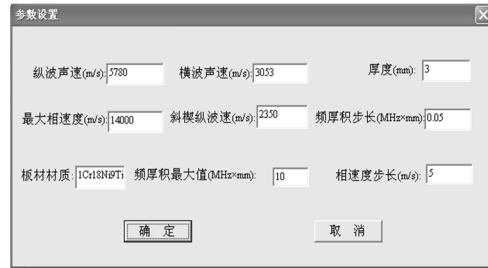 参数设置
纵波声速(m/s): 5780 横波声速(m/s): 3053 厚度(mm): 3
最大相速度(m/s): 14000 斜楔纵波速(m/s): 2350 频厚积步长(MHz×mm): 0.05
板材材质: 1Cr18Ni9Ti 频厚积最大值(MHz×mm): 10 相速度步长(m/s): 5
确 定 取 消